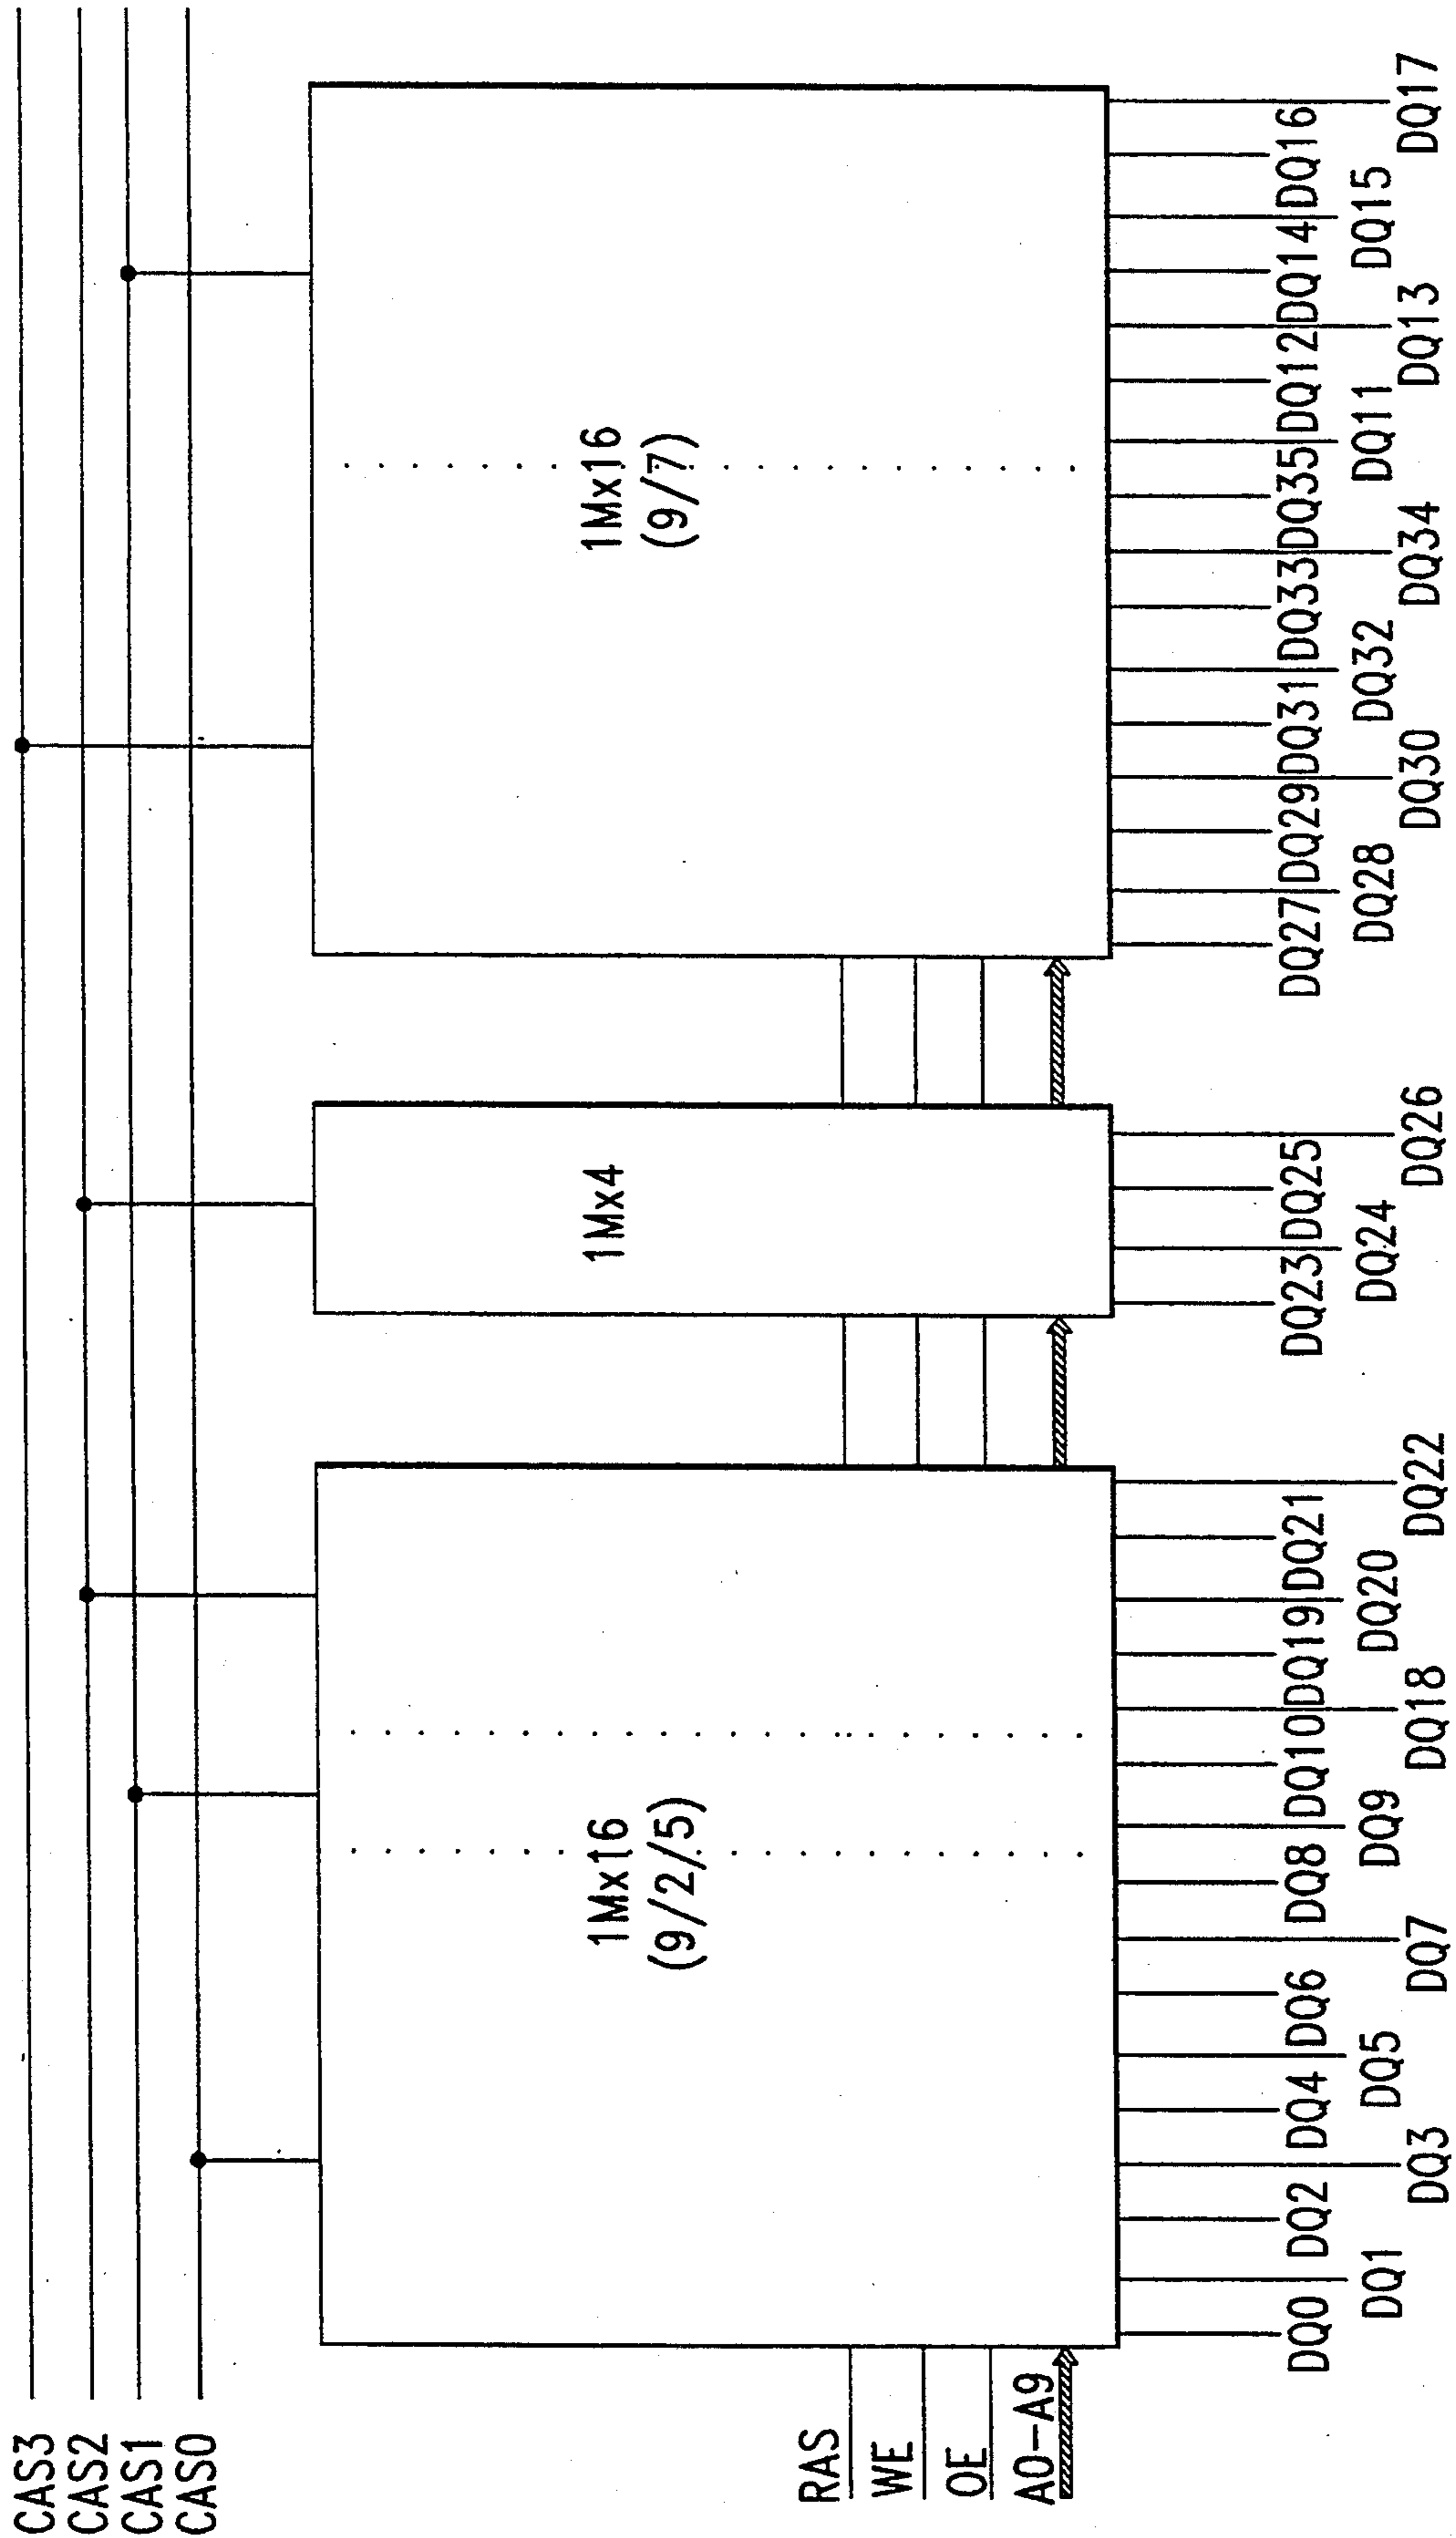 CAS3
CAS2
CAS1
CAS0
RAS
WE
OE
A0-A9
1Mx16
(9/2/5)
1Mx4
1Mx16
(9/7)
DQ0 DQ2 DQ4 DQ6 DQ8 DQ10 DQ19 DQ21 DQ23 DQ25 DQ27 DQ29 DQ31 DQ33 DQ35 DQ12 DQ14 DQ16
DQ1 DQ5 DQ9 DQ20 DQ24 DQ28 DQ32 DQ11 DQ15
DQ3 DQ7 DQ18 DQ22 DQ26 DQ30 DQ34 DQ13 DQ17